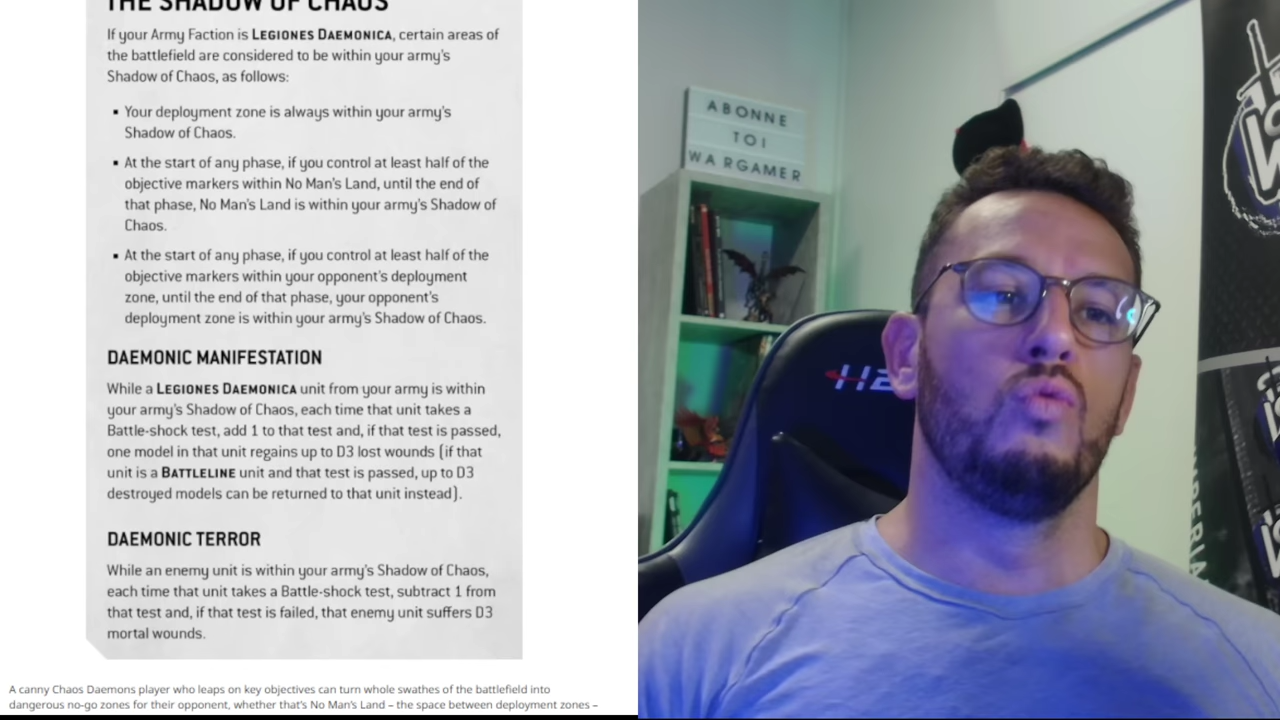 THE SHADOW OF CHAOS
If your Army Faction is LEGIONES DAEMONICA, certain areas of
the battlefield are considered to be within your army's
Shadow of Chaos, as follows:
▪ Your deployment zone is always within your army's
Shadow of Chaos.
▪ At the start of any phase, if you control at least half of the
objective markers within No Man's Land, until the end of
that phase, No Man's Land is within your army's Shadow of
Chaos.
▪ At the start of any phase, if you control at least half of the
objective markers within your opponent's deployment
zone, until the end of that phase, your opponent's
deployment zone is within your army's Shadow of Chaos.
DAEMONIC MANIFESTATION
While a LEGIONES DAEMONICA unit from your army is within
your army's Shadow of Chaos, each time that unit takes a
Battle-shock test, add 1 to that test and, if that test is passed,
one model in that unit regains up to D3 lost wounds (if that
unit is a BATTLELINE unit and that test is passed, up to D3
destroyed models can be returned to that unit instead).
DAEMONIC TERROR
While an enemy unit is within your army's Shadow of Chaos,
each time that unit takes a Battle-shock test, subtract 1 from
that test and, if that test is failed, that enemy unit suffers D3
mortal wounds.
A canny Chaos Daemons player who leaps on key objectives can turn whole swathes of the battlefield into
dangerous no-go zones for their opponent, whether that's No Man's Land – the space between deployment zones –
ABONNE
TOI
WARGAMER